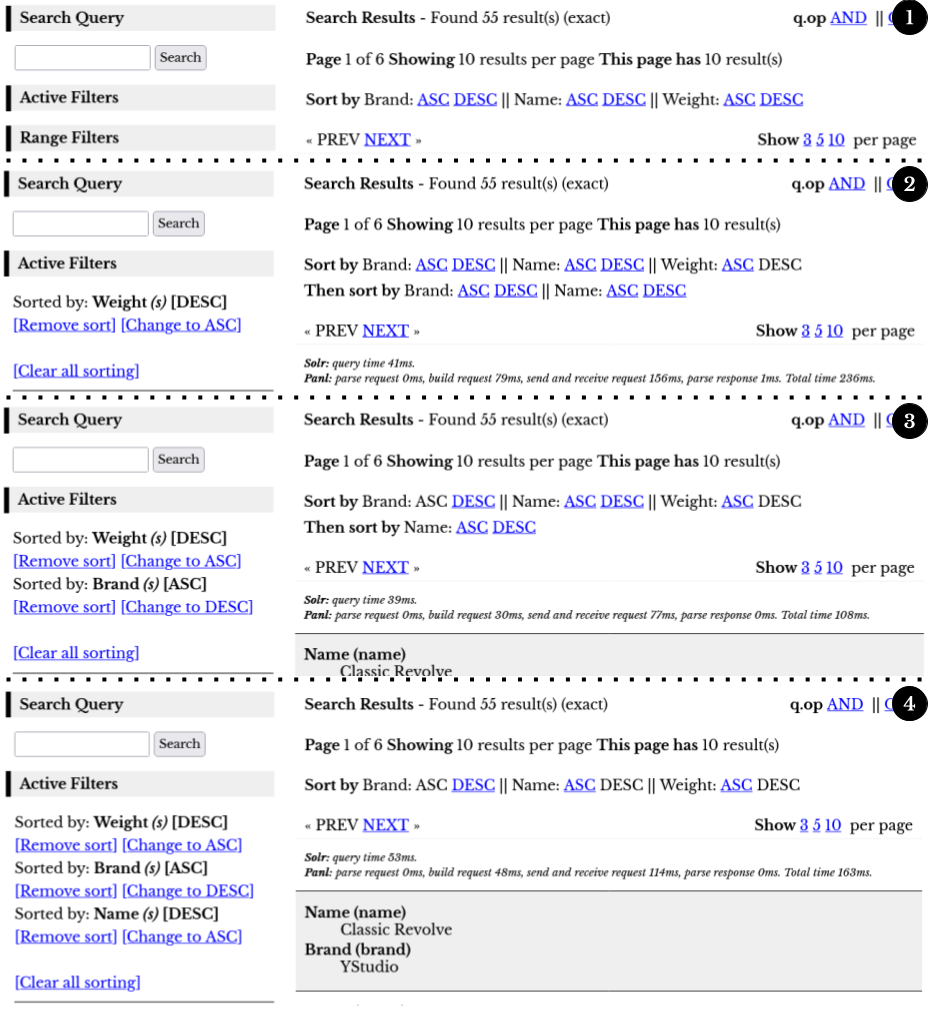 Search Query
Search
Active Filters
Range Filters
Search Results - Found 55 result(s) (exact)
q.op AND ||
1
Page 1 of 6 Showing 10 results per page This page has 10 result(s)
Sort by Brand: ASC DESC || Name: ASC DESC || Weight: ASC DESC
« PREV NEXT »
Show 3 5 10 per page
Search Query
Search
Active Filters
Sorted by: Weight (s) [DESC]
[Remove sort] [Change to ASC]
[Clear all sorting]
Search Results - Found 55 result(s) (exact)
q.op AND ||
2
Page 1 of 6 Showing 10 results per page This page has 10 result(s)
Sort by Brand: ASC DESC || Name: ASC DESC || Weight: ASC DESC
Then sort by Brand: ASC DESC || Name: ASC DESC
« PREV NEXT »
Show 3 5 10 per page
Solr: query time 41ms.
Panl: parse request 0ms, build request 79ms, send and receive request 156ms, parse response 1ms. Total time 236ms.
Search Query
Search
Active Filters
Sorted by: Weight (s) [DESC]
[Remove sort] [Change to ASC]
Sorted by: Brand (s) [ASC]
[Remove sort] [Change to DESC]
[Clear all sorting]
Search Results - Found 55 result(s) (exact)
q.op AND ||
3
Page 1 of 6 Showing 10 results per page This page has 10 result(s)
Sort by Brand: ASC DESC || Name: ASC DESC || Weight: ASC DESC
Then sort by Name: ASC DESC
« PREV NEXT »
Show 3 5 10 per page
Solr: query time 39ms.
Panl: parse request 0ms, build request 30ms, send and receive request 77ms, parse response 0ms. Total time 108ms.
Name (name)
Classic Revolve
Search Query
Search
Active Filters
Sorted by: Weight (s) [DESC]
[Remove sort] [Change to ASC]
Sorted by: Brand (s) [ASC]
[Remove sort] [Change to DESC]
Sorted by: Name (s) [DESC]
[Remove sort] [Change to ASC]
[Clear all sorting]
Search Results - Found 55 result(s) (exact)
q.op AND ||
4
Page 1 of 6 Showing 10 results per page This page has 10 result(s)
Sort by Brand: ASC DESC || Name: ASC DESC || Weight: ASC DESC
« PREV NEXT »
Show 3 5 10 per page
Solr: query time 53ms.
Panl: parse request 0ms, build request 48ms, send and receive request 114ms, parse response 0ms. Total time 163ms.
Name (name)
Classic Revolve
Brand (brand)
YStudio